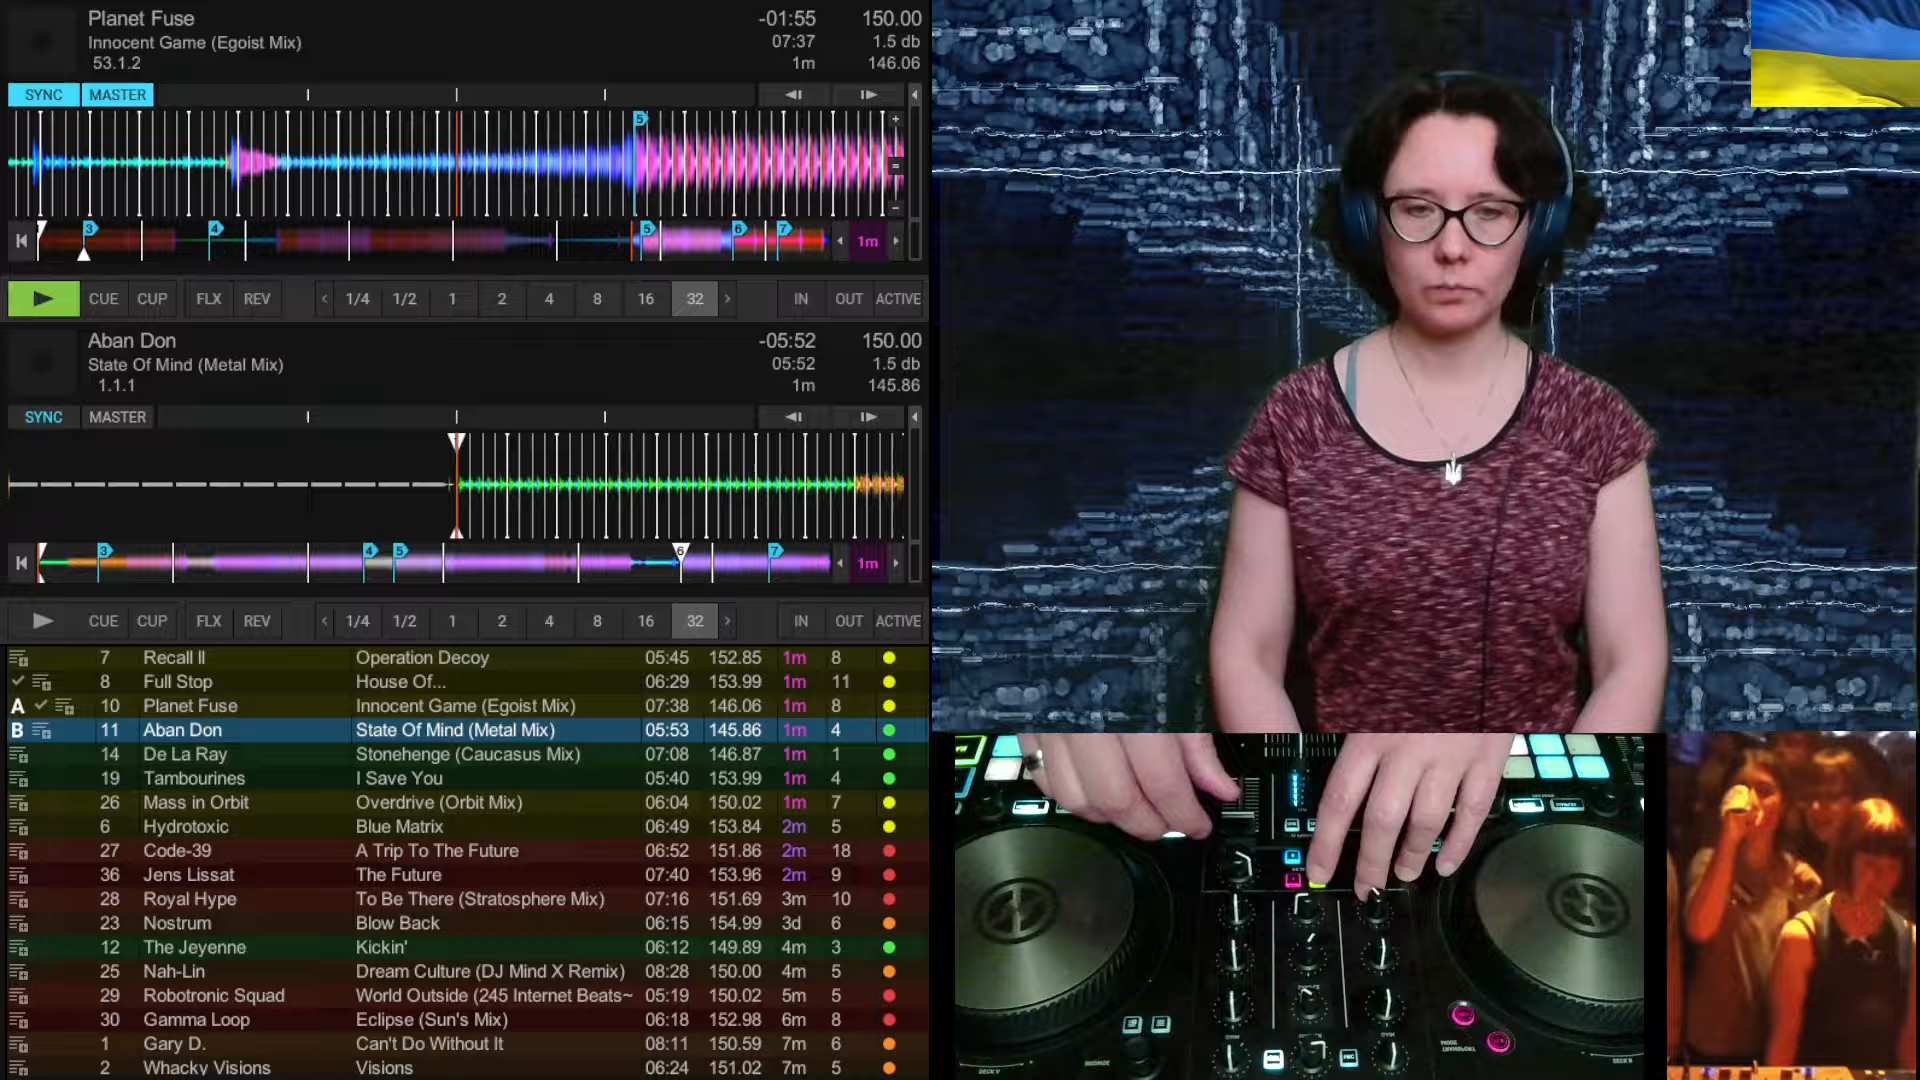 Planet Fuse -01:55 150.00
Innocent Game (Egoist Mix) 07:37 1.5 db
53.1.2 1m 146.06
SYNC MASTER
5
3 4 5 6 7 1m
CUE CUP FLX REV 1/4 1/2 1 2 4 8 16 32 IN OUT ACTIVE
Aban Don -05:52 150.00
State Of Mind (Metal Mix) 05:52 1.5 db
1.1.1 1m 145.86
SYNC MASTER
3 4 5 6 7 1m
CUE CUP FLX REV 1/4 1/2 1 2 4 8 16 32 IN OUT ACTIVE
7 Recall II Operation Decoy 05:45 152.85 1m 8
8 Full Stop House Of... 06:29 153.99 1m 11
A 10 Planet Fuse Innocent Game (Egoist Mix) 07:38 146.06 1m 8
B 11 Aban Don State Of Mind (Metal Mix) 05:53 145.86 1m 4
14 De La Ray Stonehenge (Caucasus Mix) 07:08 146.87 1m 1
19 Tambourines I Save You 05:40 153.99 1m 4
26 Mass in Orbit Overdrive (Orbit Mix) 06:04 150.02 1m 7
6 Hydrotoxic Blue Matrix 06:49 153.84 2m 5
27 Code-39 A Trip To The Future 06:52 151.86 2m 18
36 Jens Lissat The Future 07:40 153.96 2m 9
28 Royal Hype To Be There (Stratosphere Mix) 07:16 151.69 3m 10
23 Nostrum Blow Back 06:15 154.99 3d 6
12 The Jeyenne Kickin' 06:12 149.89 4m 3
25 Nah-Lin Dream Culture (DJ Mind X Remix) 08:28 150.00 4m 5
29 Robotronic Squad World Outside (245 Internet Beats~ 05:19 150.02 5m 5
30 Gamma Loop Eclipse (Sun's Mix) 06:18 152.98 6m 8
1 Gary D. Can't Do Without It 08:11 150.59 7m 6
2 Whacky Visions Visions 06:24 151.02 7m 5